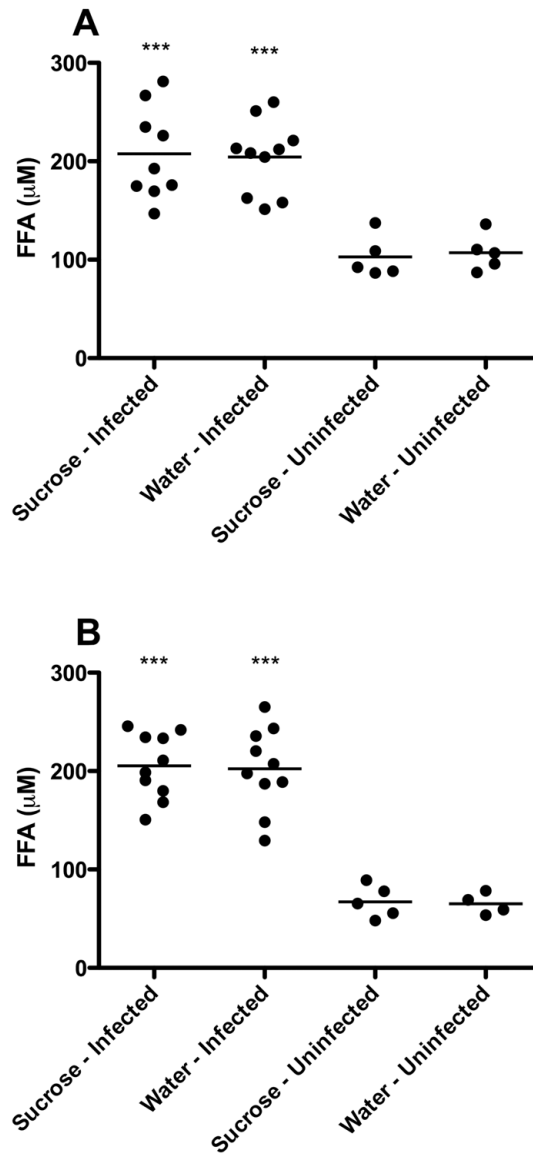 A
*** ***
300
200
100
0
FFA (μM)
Sucrose - Infected
Water - Infected
Sucrose - Uninfected
Water - Uninfected
B
*** ***
300
200
100
0
FFA (μM)
Sucrose - Infected
Water - Infected
Sucrose - Uninfected
Water - Uninfected